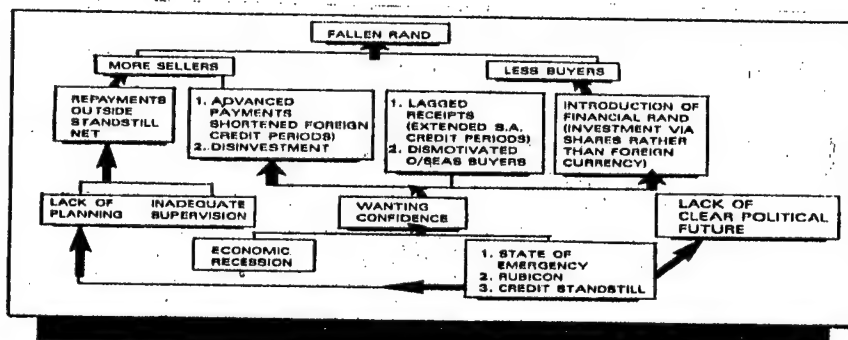 FALLEN RAND
MORE SELLERS
LESS BUYERS
REPAYMENTS
OUTSIDE
STANDSTILL
NET
1. ADVANCED
PAYMENTS
SHORTENED FOREIGN
CREDIT PERIODS)
2. DISINVESTMENT
1. LAGGED
RECEIPTS
(EXTENDED S.A.
CREDIT PERIODS)
2. DISMOTIVATED
O/SEAS BUYERS
INTRODUCTION OF
FINANCIAL RAND
(INVESTMENT VIA
SHARES RATHER
THAN FOREIGN
CURRENCY)
LACK OF
PLANNING
INADEQUATE
SUPERVISION
WANTING
CONFIDENCE
LACK OF
CLEAR POLITICAL
FUTURE
ECONOMIC
RECESSION
1. STATE OF
EMERGENCY
2. RUBICON
3. CREDIT STANDSTILL